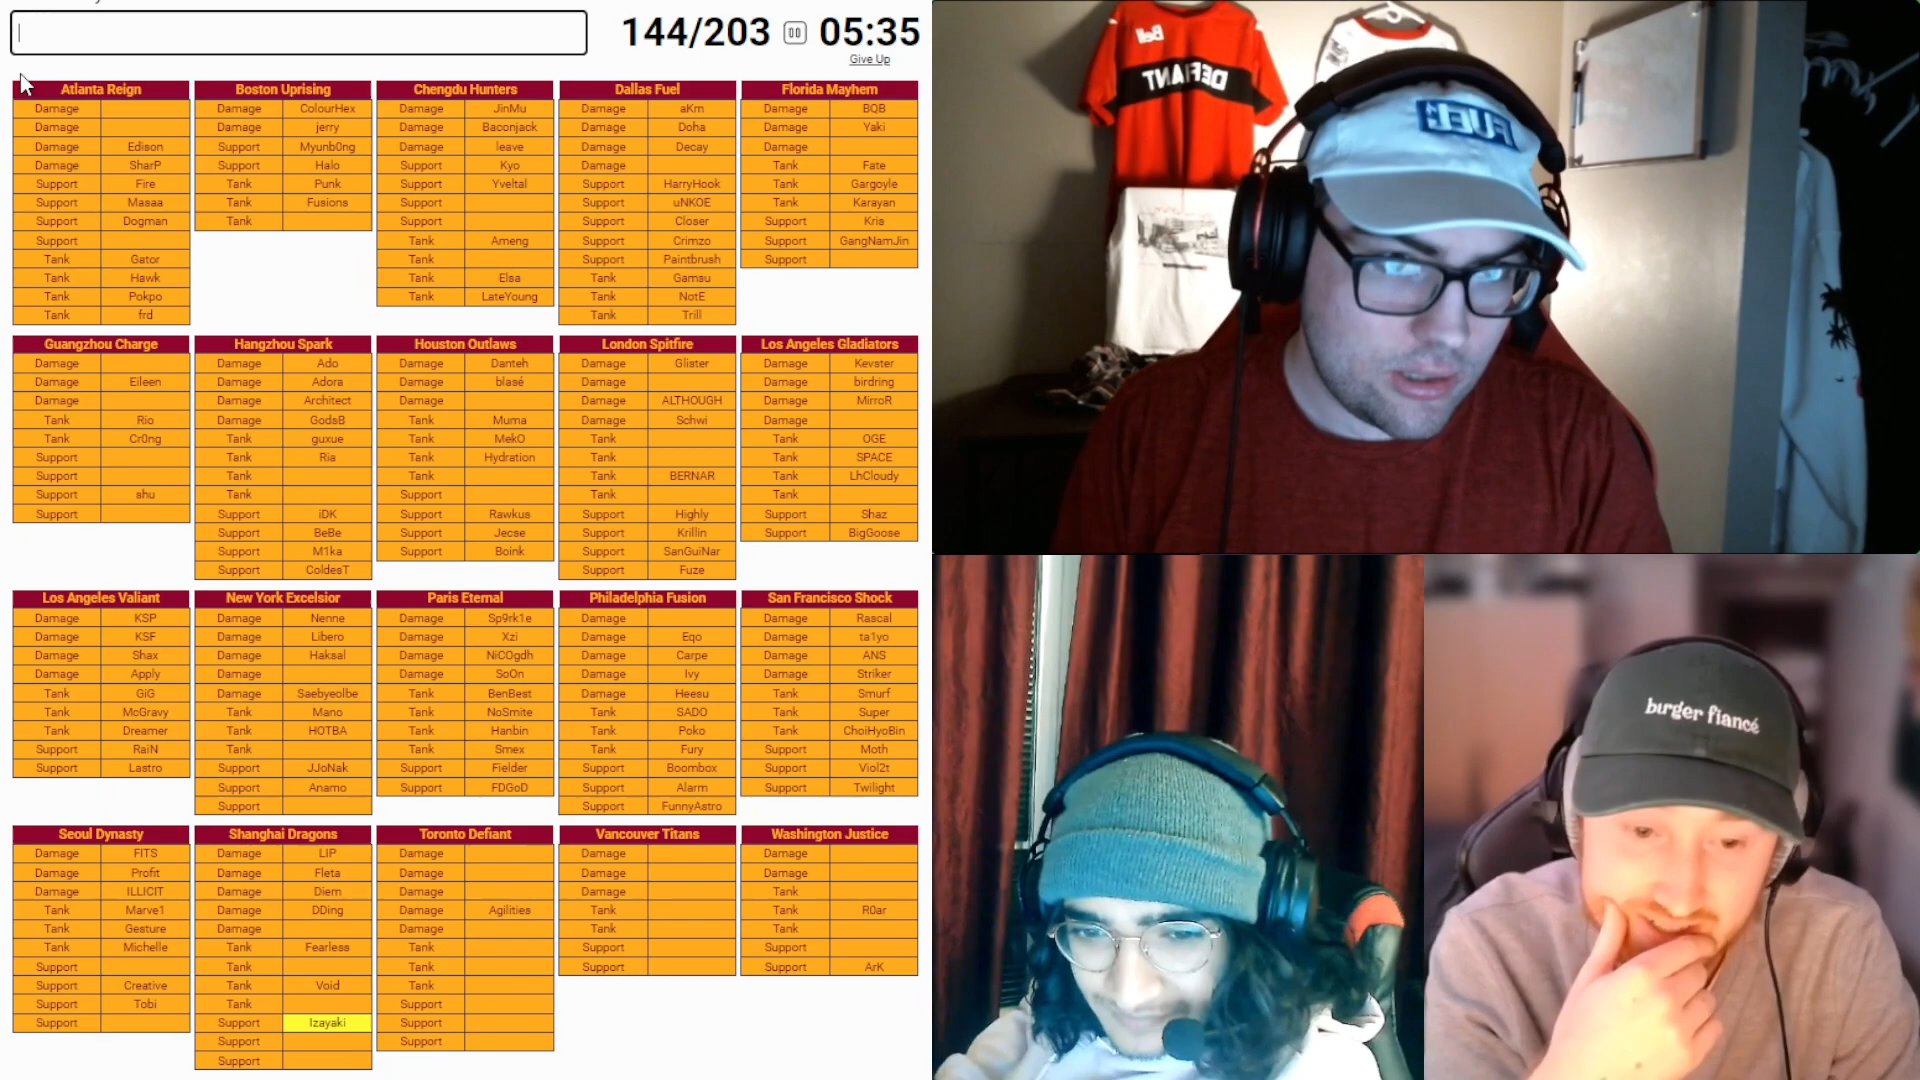 144/203
05:35
Give Up
Atlanta Reign
Damage
Damage
Damage Edison
Damage SharP
Support Fire
Support Masaa
Support Dogman
Support
Tank Gator
Tank Hawk
Tank Pokpo
Tank frd
Boston Uprising
Damage ColourHex
Damage jerry
Support Myunb0ng
Support Halo
Tank Punk
Tank Fusions
Tank
Chengdu Hunters
Damage JinMu
Damage Baconjack
Damage leave
Support Kyo
Support Yveltal
Support
Support
Tank Ameng
Tank
Tank Elsa
Tank LateYoung
Dallas Fuel
Damage aKm
Damage Doha
Damage Decay
Damage
Support HarryHook
Support uNKOE
Support Closer
Support Crimzo
Support Paintbrush
Tank Gamsu
Tank NotE
Tank Trill
Florida Mayhem
Damage BQB
Damage Yaki
Damage
Tank Fate
Tank Gargoyle
Tank Karayan
Support Kris
Support GangNamJin
Support
Guangzhou Charge
Damage
Damage Eileen
Damage
Tank Rio
Tank Cr0ng
Support
Support
Support shu
Support
Hangzhou Spark
Damage Ado
Damage Adora
Damage Architect
Damage GodsB
Tank guxue
Tank Ria
Tank
Tank
Support iDK
Support BeBe
Support M1ka
Support ColdesT
Houston Outlaws
Damage Danteh
Damage blasé
Damage
Tank Muma
Tank MekO
Tank Hydration
Tank
Support
Support Rawkus
Support Jecse
Support Boink
London Spitfire
Damage Glister
Damage
Damage ALTHOUGH
Damage Schwi
Tank
Tank
Tank BERNAR
Tank
Support Highly
Support Krillin
Support SanGuiNar
Support Fuze
Los Angeles Gladiators
Damage Kevster
Damage birdring
Damage MirroR
Damage
Tank OGE
Tank SPACE
Tank LhCloudy
Tank
Support Shaz
Support BigGoose
Los Angeles Valiant
Damage KSP
Damage KSF
Damage Shax
Damage Apply
Tank GiG
Tank McGravy
Tank Dreamer
Support RaiN
Support Lastro
New York Excelsior
Damage Nenne
Damage Libero
Damage Haksal
Damage
Damage Saebyeolbe
Tank Mano
Tank HOTBA
Tank
Support JJoNak
Support Anamo
Support
Paris Eternal
Damage Sp9rk1e
Damage Xzi
Damage NiCOgdh
Damage SoOn
Tank BenBest
Tank NoSmite
Tank Hanbin
Tank Smex
Support Fielder
Support FDGoD
Philadelphia Fusion
Damage
Damage Eqo
Damage Carpe
Damage Ivy
Damage Heesu
Tank SADO
Tank Poko
Tank Fury
Support Boombox
Support Alarm
Support FunnyAstro
San Francisco Shock
Damage Rascal
Damage ta1yo
Damage ANS
Damage Striker
Tank Smurf
Tank Super
Tank ChoiHyoBin
Support Moth
Support Viol2t
Support Twilight
Seoul Dynasty
Damage FITS
Damage Profit
Damage ILLICIT
Tank Marve1
Tank Gesture
Tank Michelle
Support
Support Creative
Support Tobi
Support
Shanghai Dragons
Damage LIP
Damage Fleta
Damage Diem
Damage DDing
Damage
Tank Fearless
Tank
Tank Void
Tank
Support Izayaki
Support
Support
Toronto Defiant
Damage
Damage
Damage
Damage Agilities
Damage
Tank
Tank
Tank
Support
Support
Support
Vancouver Titans
Damage
Damage
Damage
Tank
Tank
Support
Support
Washington Justice
Damage
Damage
Tank
Tank R0ar
Tank
Support
Support ArK
Bell
DEFIANT
FUEL
burger fiancé